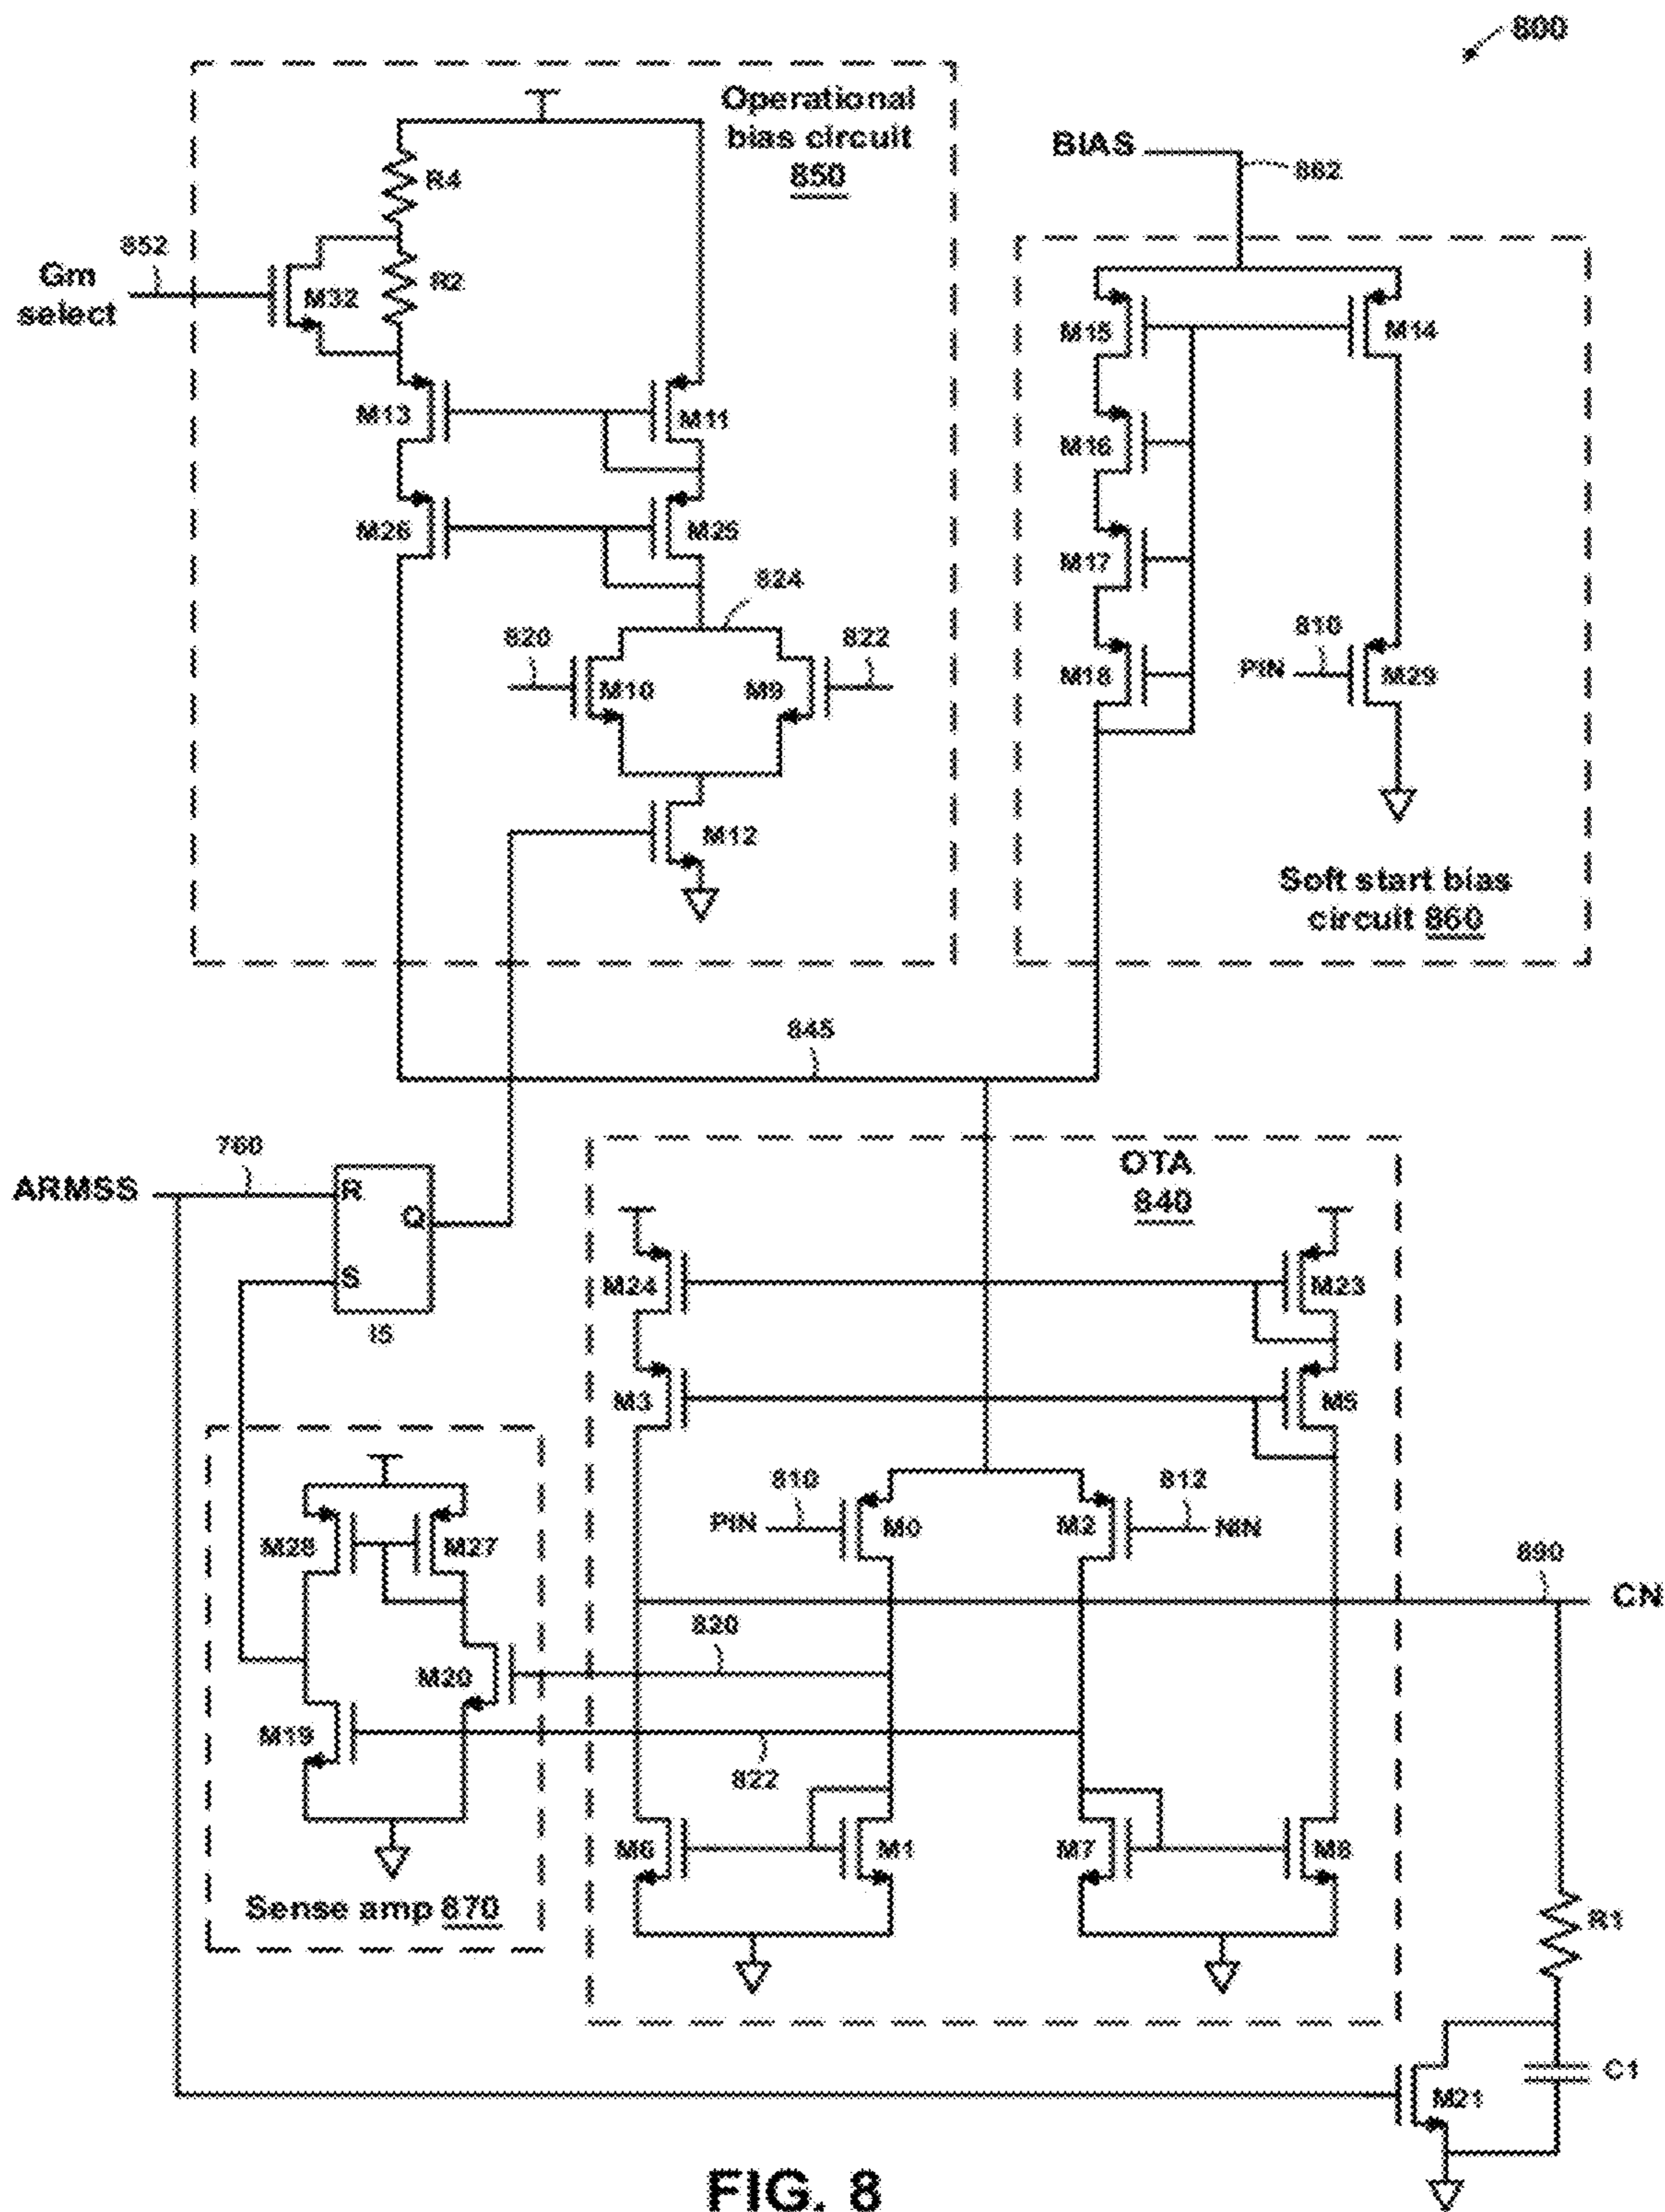 800
Operational
bias circuit
850
BIAS
882
R4
852
Gm
select
M32
R2
M15
M14
M13
M11
M16
M26
M25
M17
824
820
822
810
M10
M9
M18
PIN
M29
M12
Soft start bias
circuit 860
845
760
ARMSS
R
Q
S
I5
OTA
840
M24
M23
M3
M5
810
812
PIN
M0
M2
NIN
M28
M27
890
CN
820
M20
M19
822
M6
M1
M7
M8
Sense amp 870
R1
C1
M21
FIG. 8